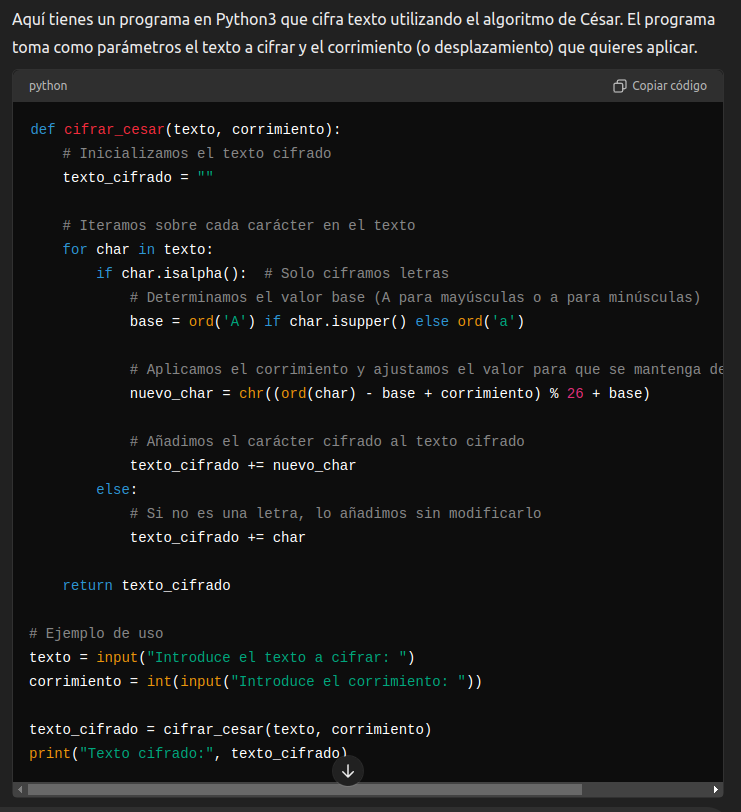 Aquí tienes un programa en Python3 que cifra texto utilizando el algoritmo de César. El programa
toma como parámetros el texto a cifrar y el corrimiento (o desplazamiento) que quieres aplicar.
python
Copiar código
def cifrar_cesar(texto, corrimiento):
    # Inicializamos el texto cifrado
    texto_cifrado = ""

    # Iteramos sobre cada carácter en el texto
    for char in texto:
        if char.isalpha():  # Solo ciframos letras
            # Determinamos el valor base (A para mayúsculas o a para minúsculas)
            base = ord('A') if char.isupper() else ord('a')

            # Aplicamos el corrimiento y ajustamos el valor para que se mantenga de
            nuevo_char = chr((ord(char) - base + corrimiento) % 26 + base)

            # Añadimos el carácter cifrado al texto cifrado
            texto_cifrado += nuevo_char
        else:
            # Si no es una letra, lo añadimos sin modificarlo
            texto_cifrado += char

    return texto_cifrado

# Ejemplo de uso
texto = input("Introduce el texto a cifrar: ")
corrimiento = int(input("Introduce el corrimiento: "))

texto_cifrado = cifrar_cesar(texto, corrimiento)
print("Texto cifrado:", texto_cifrado)